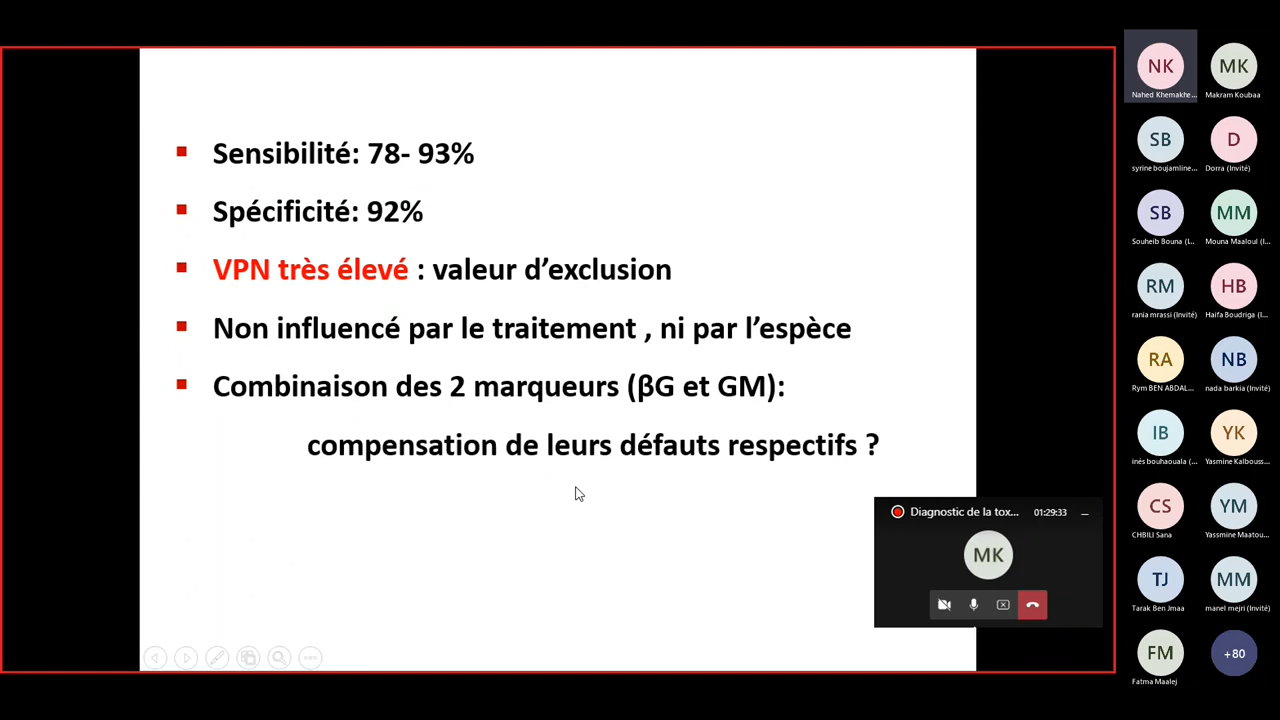 Sensibilité: 78- 93%
Spécificité: 92%
VPN très élevé : valeur d’exclusion
Non influencé par le traitement , ni par l’espèce
Combinaison des 2 marqueurs (βG et GM):
compensation de leurs défauts respectifs ?
Diagnostic de la tox... 01:29:33
MK
NK
Nahed Khemakhe...
MK
Makram Koubaa
SB
syrine boujamline...
D
Dorra (Invité)
SB
Souheib Bouna (I...
MM
Mouna Maaloul (I...
RM
rania mrassi (Invité)
HB
Haifa Boudriga (I...
RA
Rym BEN ABDAL...
NB
nada barkia (Invité)
IB
inés bouhaouala (...
YK
Yasmine Kalbouss...
CS
CHBILI Sana
YM
Yassmine Maatou...
TJ
Tarak Ben Jmaa
MM
manel mejri (Invité)
FM
Fatma Maalej
+80